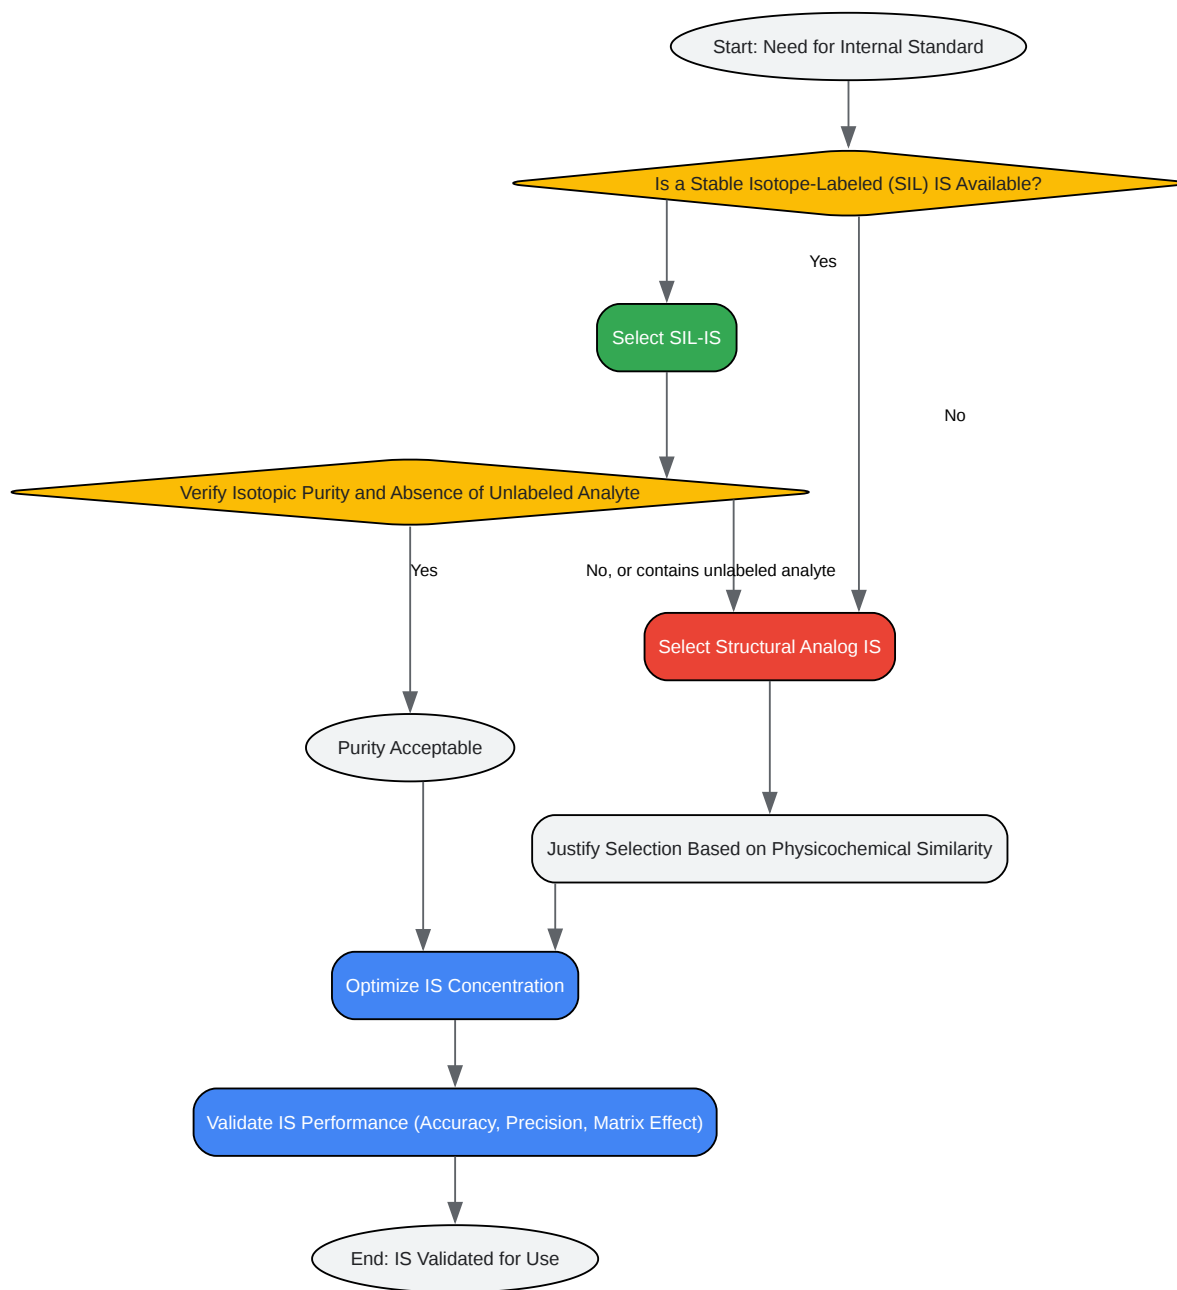 Start: Need for Internal Standard
Is a Stable Isotope-Labeled (SIL) IS Available?
Yes
Select SIL-IS
No
Verify Isotopic Purity and Absence of Unlabeled Analyte
Yes
No, or contains unlabeled analyte
Select Structural Analog IS
Purity Acceptable
Justify Selection Based on Physicochemical Similarity
Optimize IS Concentration
Validate IS Performance (Accuracy, Precision, Matrix Effect)
End: IS Validated for Use